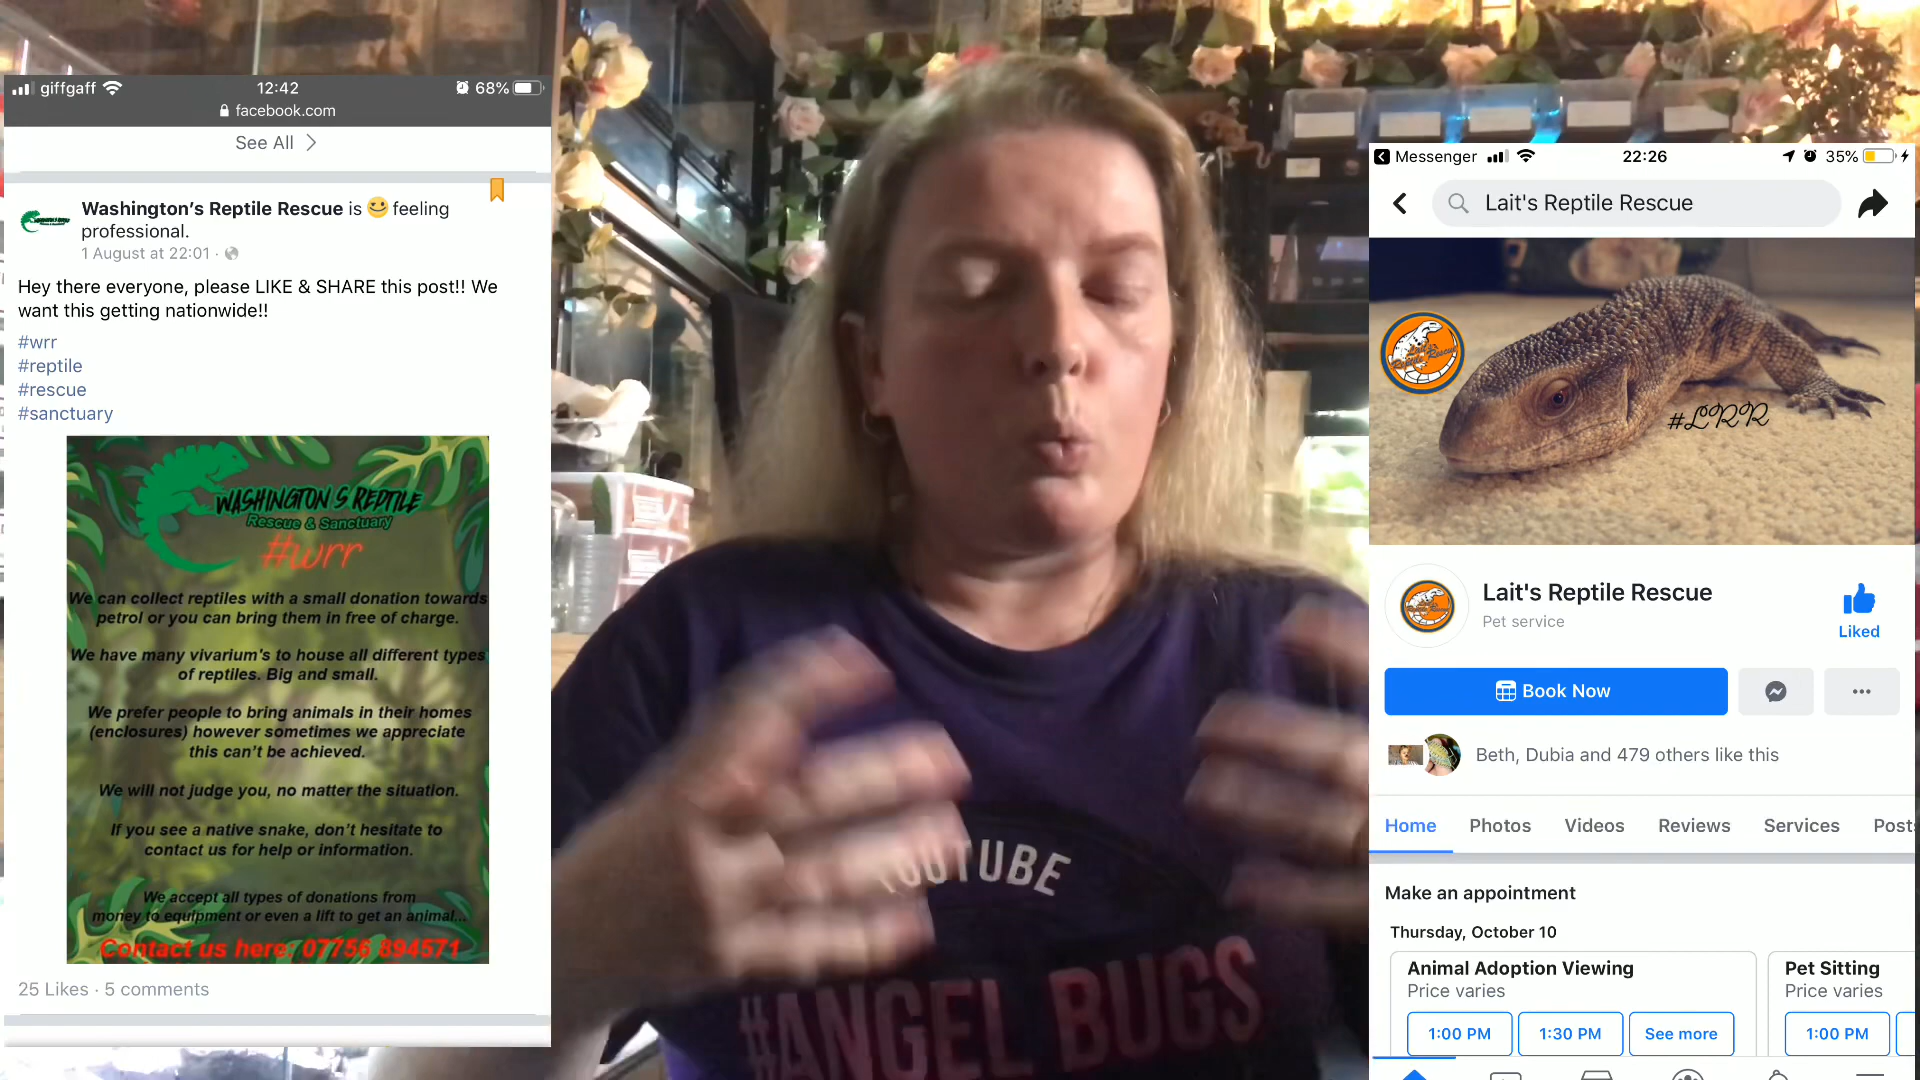 giffgaff
12:42
68%
facebook.com
See All
Washington's Reptile Rescue is feeling
professional.
1 August at 22:01 ·
Hey there everyone, please LIKE & SHARE this post!! We
want this getting nationwide!!
#wrr
#reptile
#rescue
#sanctuary
WASHINGTON'S REPTILE
Rescue & Sanctuary
#wrr
We can collect reptiles with a small donation towards
petrol or you can bring them in free of charge.
We have many vivarium's to house all different types
of reptiles. Big and small.
We prefer people to bring animals in their homes
(enclosures) however sometimes we appreciate
this can't be achieved.
We will not judge you, no matter the situation.
If you see a native snake, don't hesitate to
contact us for help or information.
We accept all types of donations from
money to equipment or even a lift to get an animal...
Contact us here: 07756 894571
25 Likes · 5 comments
YOUTUBE
#ANGEL BUGS
Messenger
22:26
35%
Lait's Reptile Rescue
Lait's
Reptile Rescue
#LRR
Lait's Reptile Rescue
Pet service
Liked
Book Now
Beth, Dubia and 479 others like this
Home Photos Videos Reviews Services Posts
Make an appointment
Thursday, October 10
Animal Adoption Viewing
Price varies
1:00 PM 1:30 PM See more
Pet Sitting
Price varies
1:00 PM